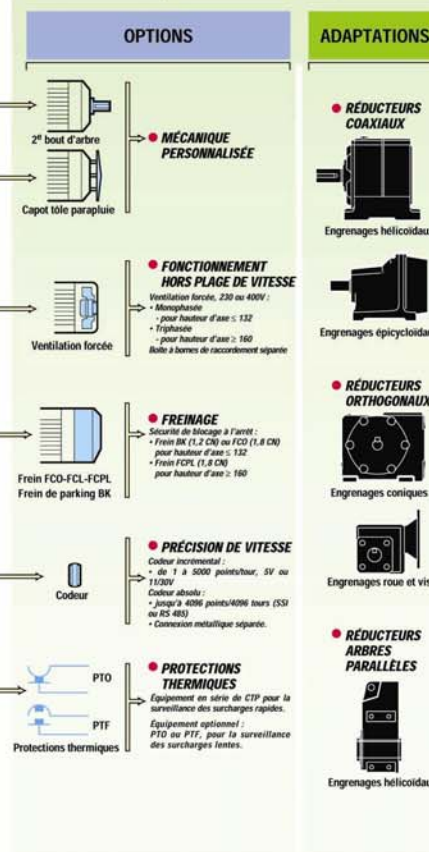 OPTIONS
2e bout d'arbre
Capot tôle parapluie
● MÉCANIQUE
PERSONNALISÉE
Ventilation forcée
● FONCTIONNEMENT
HORS PLAGE DE VITESSE
Ventilation forcée, 230 ou 400V :
• Monophasée
- pour hauteur d'axe ≤ 132
• Triphasée
- pour hauteur d'axe ≥ 160
Boîte à bornes de raccordement séparée
Frein FCO-FCL-FCPL
Frein de parking BK
● FREINAGE
Sécurité de blocage à l'arrêt :
• Frein BK (1,2 CN) ou FCO (1,8 CN)
pour hauteur d'axe ≤ 132
• Frein FCPL (1,8 CN)
pour hauteur d'axe ≥ 160
Codeur
● PRÉCISION DE VITESSE
Codeur incrémental :
• de 1 à 5000 points/tour, 5V ou
11/30V
Codeur absolu :
• jusqu'à 4096 points/4096 tours (SSI
ou RS 485)
• Connexion métallique séparée.
PTO
PTF
Protections thermiques
● PROTECTIONS
THERMIQUES
Équipement en série de CTP pour la
surveillance des surcharges rapides.
Équipement optionnel :
PTO ou PTF, pour la surveillance
des surcharges lentes.
ADAPTATIONS
● RÉDUCTEURS
COAXIAUX
Engrenages hélicoïdaux
Engrenages épicycloïdau
● RÉDUCTEURS
ORTHOGONAUX
Engrenages coniques
Engrenages roue et vis
● RÉDUCTEURS
ARBRES
PARALLÈLES
Engrenages hélicoïdau